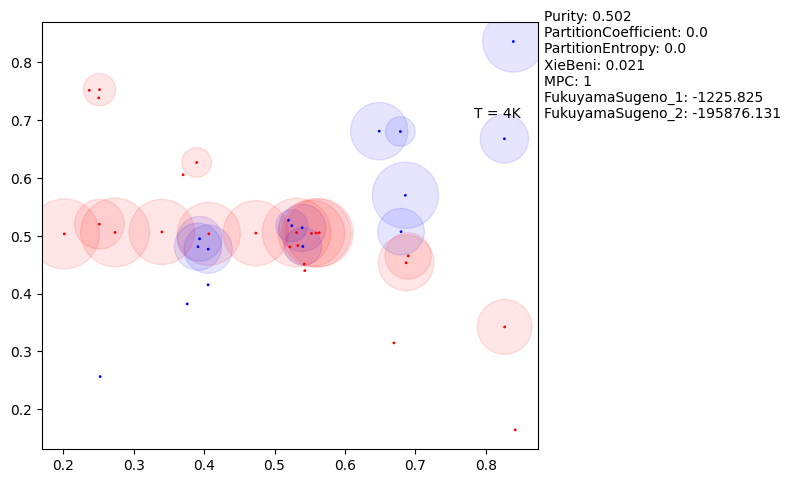 Purity: 0.502
PartitionCoefficient: 0.0
PartitionEntropy: 0.0
XieBeni: 0.021
MPC: 1
FukuyamaSugeno_1: -1225.825
FukuyamaSugeno_2: -195876.131
T = 4K
0.8
0.7
0.6
0.5
0.4
0.3
0.2
0.2 0.3 0.4 0.5 0.6 0.7 0.8